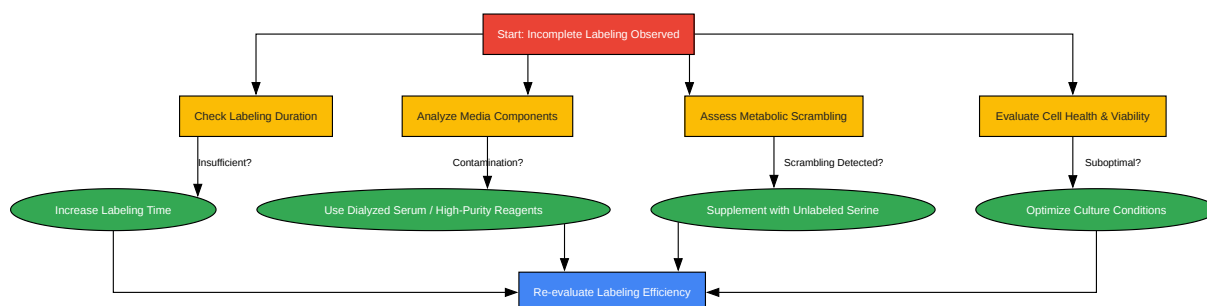 Start: Incomplete Labeling Observed
Check Labeling Duration
Analyze Media Components
Assess Metabolic Scrambling
Evaluate Cell Health & Viability
Insufficient?
Contamination?
Scrambling Detected?
Suboptimal?
Increase Labeling Time
Use Dialyzed Serum / High-Purity Reagents
Supplement with Unlabeled Serine
Optimize Culture Conditions
Re-evaluate Labeling Efficiency